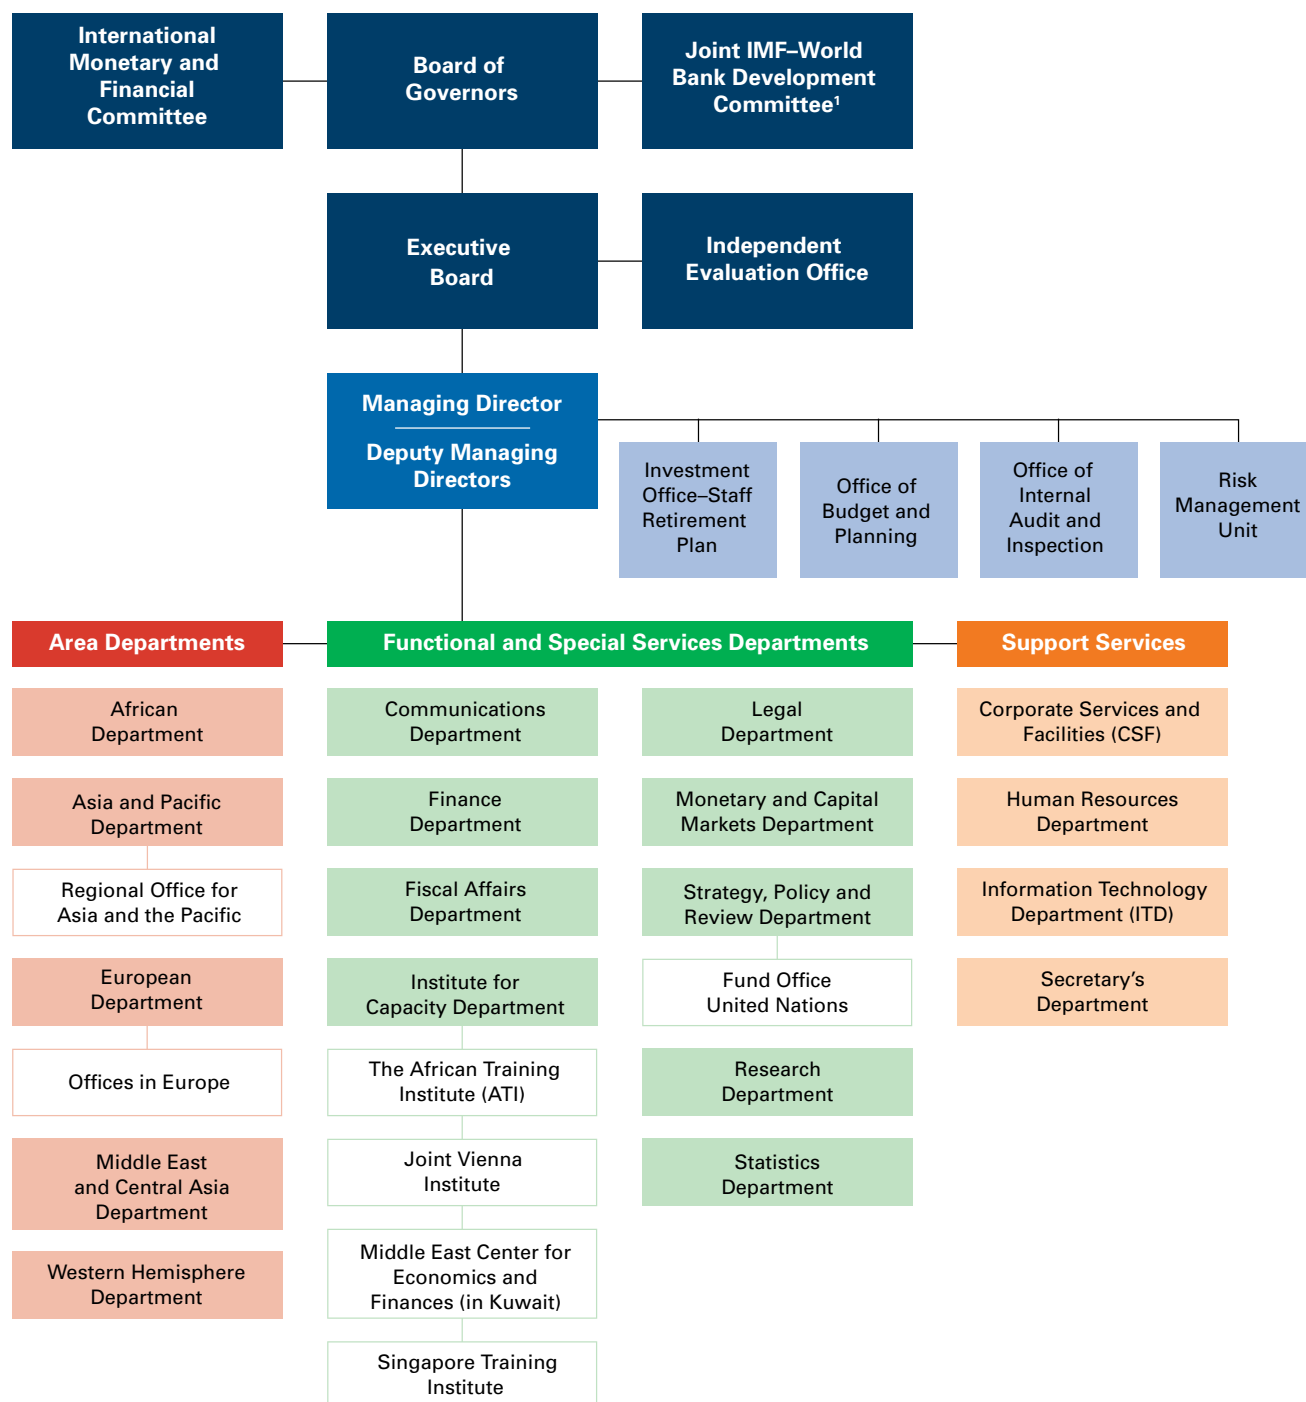 International
Monetary and
Financial
Committee
Board of
Governors
Joint IMF–World
Bank Development
Committee¹
Executive
Board
Independent
Evaluation Office
Managing Director
Deputy Managing
Directors
Investment
Office–Staff
Retirement
Plan
Office of
Budget and
Planning
Office of
Internal
Audit and
Inspection
Risk
Management
Unit
Area Departments
Functional and Special Services Departments
Support Services
African
Department
Asia and Pacific
Department
Regional Office for
Asia and the Pacific
European
Department
Offices in Europe
Middle East
and Central Asia
Department
Western Hemisphere
Department
Communications
Department
Finance
Department
Fiscal Affairs
Department
Institute for
Capacity Department
The African Training
Institute (ATI)
Joint Vienna
Institute
Middle East Center for
Economics and
Finances (in Kuwait)
Singapore Training
Institute
Legal
Department
Monetary and Capital
Markets Department
Strategy, Policy and
Review Department
Fund Office
United Nations
Research
Department
Statistics
Department
Corporate Services and
Facilities (CSF)
Human Resources
Department
Information Technology
Department (ITD)
Secretary’s
Department